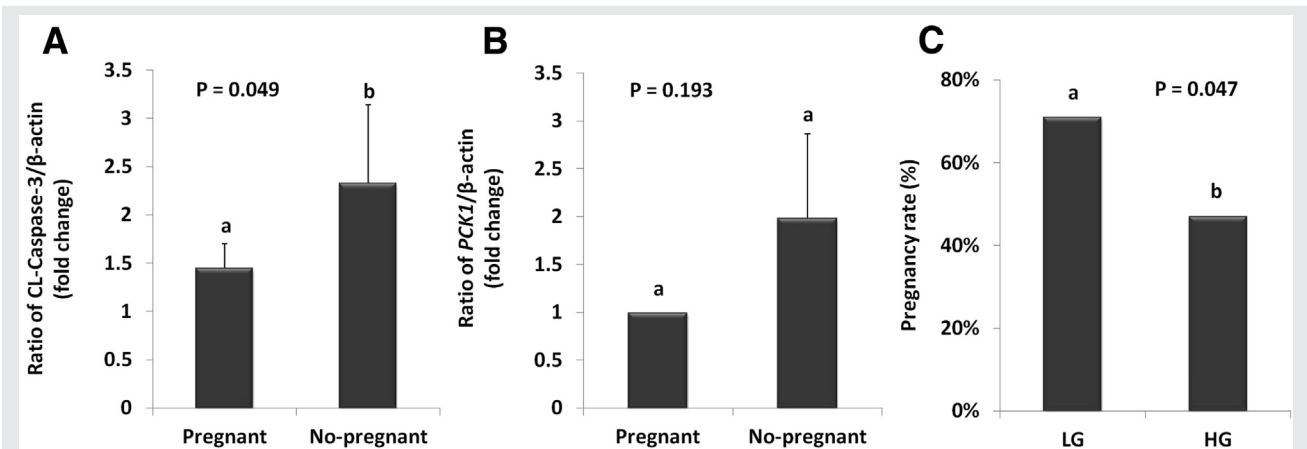 A
Ratio of CL-Caspase-3/β-actin
(fold change)
3.5
3
2.5
2
1.5
1
0.5
0
P = 0.049
a
b
Pregnant
No-pregnant
B
Ratio of PCK1/β-actin
(fold change)
3.5
3
2.5
2
1.5
1
0.5
0
P = 0.193
a
a
Pregnant
No-pregnant
C
Pregnancy rate (%)
80%
60%
40%
20%
0%
P = 0.047
a
b
LG
HG